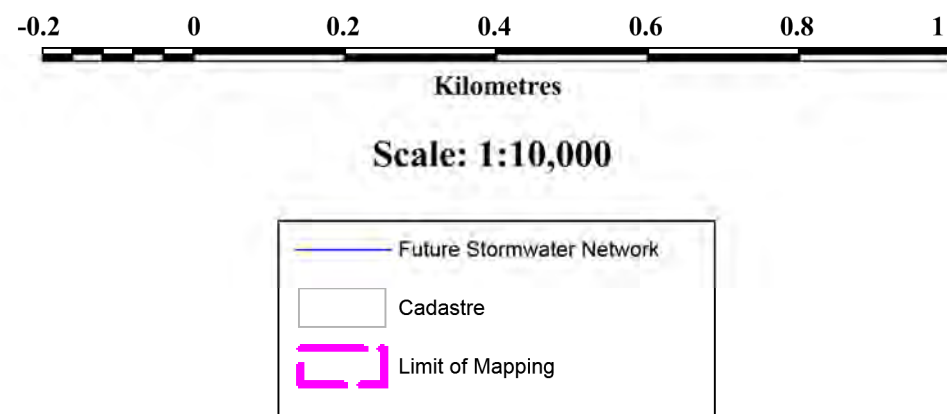 -0.2 0 0.2 0.4 0.6 0.8 1
Kilometres
Scale: 1:10,000
Future Stormwater Network
Cadastre
Limit of Mapping